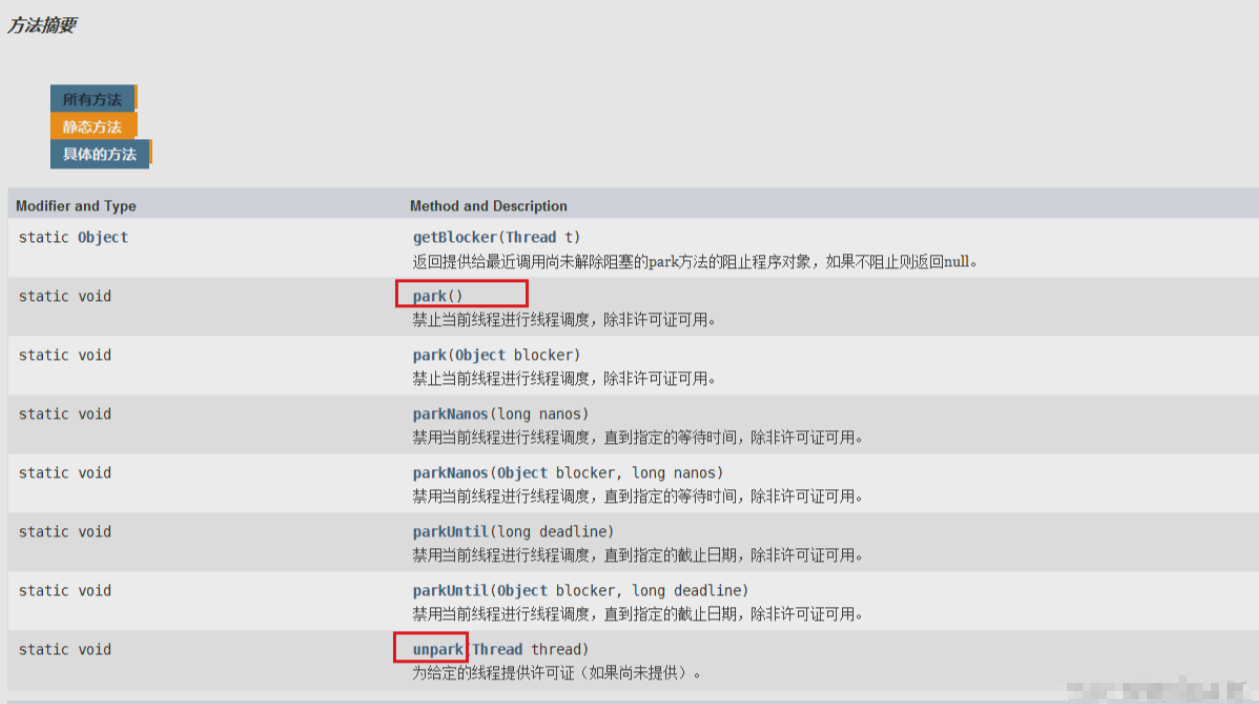 方法摘要
所有方法
静态方法
具体的方法
Modifier and Type Method and Description
static Object getBlocker(Thread t)
返回提供给最近调用尚未解除阻塞的park方法的阻止程序对象，如果不阻止则返回null。
static void park()
禁止当前线程进行线程调度，除非许可证可用。
static void park(Object blocker)
禁止当前线程进行线程调度，除非许可证可用。
static void parkNanos(long nanos)
禁用当前线程进行线程调度，直到指定的等待时间，除非许可证可用。
static void parkNanos(Object blocker, long nanos)
禁用当前线程进行线程调度，直到指定的等待时间，除非许可证可用。
static void parkUntil(long deadline)
禁用当前线程进行线程调度，直到指定的截止日期，除非许可证可用。
static void parkUntil(Object blocker, long deadline)
禁用当前线程进行线程调度，直到指定的截止日期，除非许可证可用。
static void unpark(Thread thread)
为给定的线程提供许可证（如果尚未提供）。